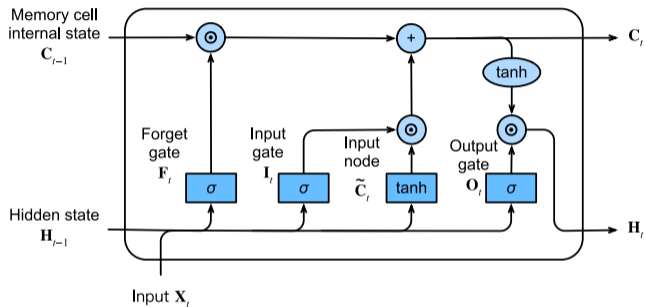 Memory cell
internal state
C_{t-1}
+
C_t
tanh
Forget
gate
F_t
Input
gate
I_t
Input
node
C̃_t
Output
gate
O_t
σ
σ
tanh
σ
Hidden state
H_{t-1}
H_t
Input X_t